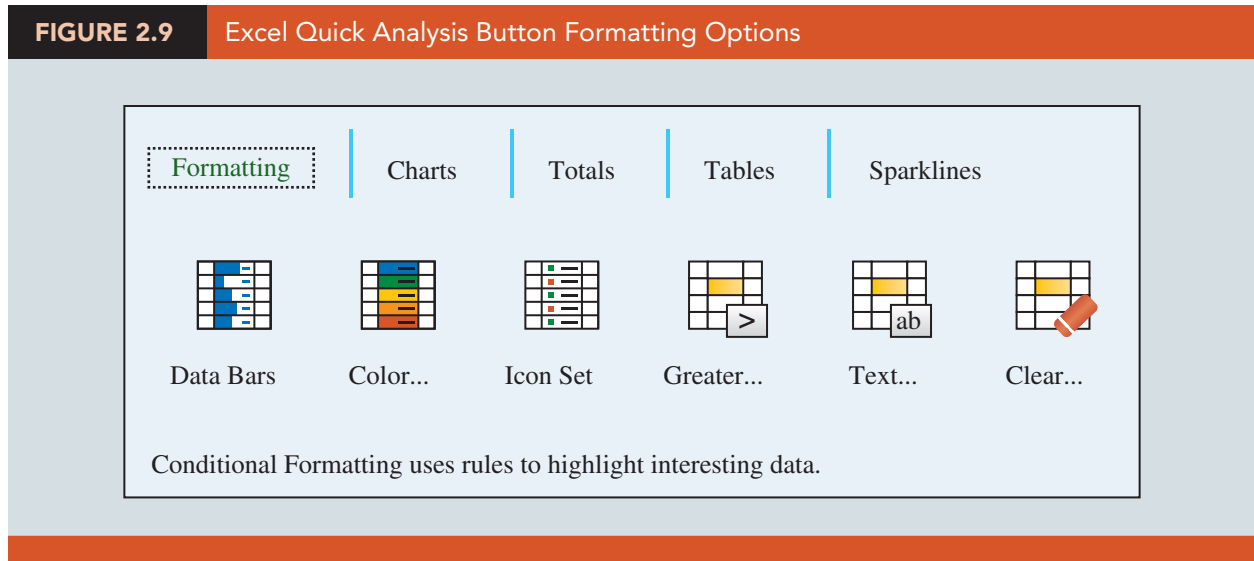 FIGURE 2.9 Excel Quick Analysis Button Formatting Options
Formatting Charts Totals Tables Sparklines
> ab
Data Bars Color... Icon Set Greater... Text... Clear...
Conditional Formatting uses rules to highlight interesting data.